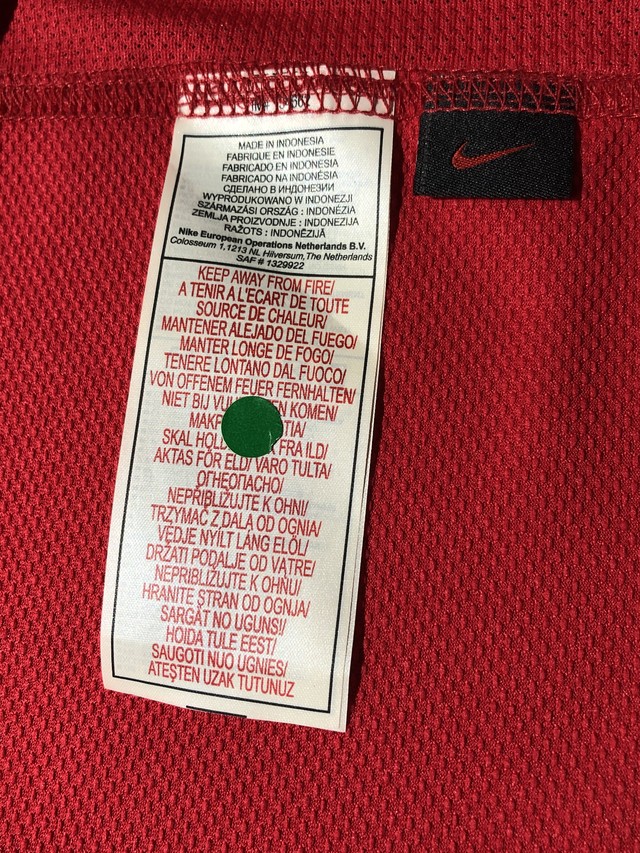 MADE IN INDONESIA
FABRIQUE EN INDONESIE
FABRICADO EN INDONESIA
FABRICADO NA INDONÉSIA
СДЕЛАНО В ИНДОНЕЗИИ
WYPRODUKOWANO W INDONEZJI
SZÁRMAZÁSI ORSZÁG : INDONÉZIA
ZEMLJA PROIZVODNJE : INDONEZIJA
RAŽOTS : INDONĒZIJĀ
Nike European Operations Netherlands B.V.
Colosseum 1,1213 NL Hilversum,The Netherlands
SAF # 1329922
KEEP AWAY FROM FIRE/
A TENIR A L'ECART DE TOUTE
SOURCE DE CHALEUR/
MANTENER ALEJADO DEL FUEGO/
MANTER LONGE DE FOGO/
TENERE LONTANO DAL FUOCO/
VON OFFENEM FEUER FERNHALTEN/
NIET BIJ KOMEN/
SKAL FRA ILD/
AKTAS FÖR ELD/ VARO TULTA/
ОГНЕОПАСНО/
NEPRIBLIŽUJTE K OHNI/
TRZYMAĆ Z DALA OD OGNIA/
VÉDJE NYÍLT LÁNG ELŐL/
DRŽATI PODALJE OD VATRE/
NEPRIBLÍŽUJTE K OHŇU/
HRANITE STRAN OD OGNJA/
SARGĀT NO UGUNS!/
HOIDA TULE EEST/
SAUGOTI NUO UGNIES/
ATEŞTEN UZAK TUTUNUZ